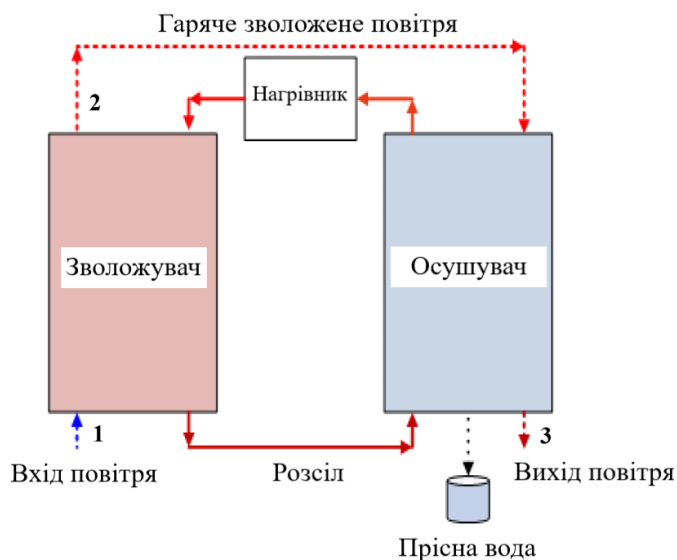 Гаряче зволожене повітря
2
Нагрівник
Зволожувач
Осушувач
1
3
Вхід повітря
Розсіл
Вихід повітря
Прісна вода